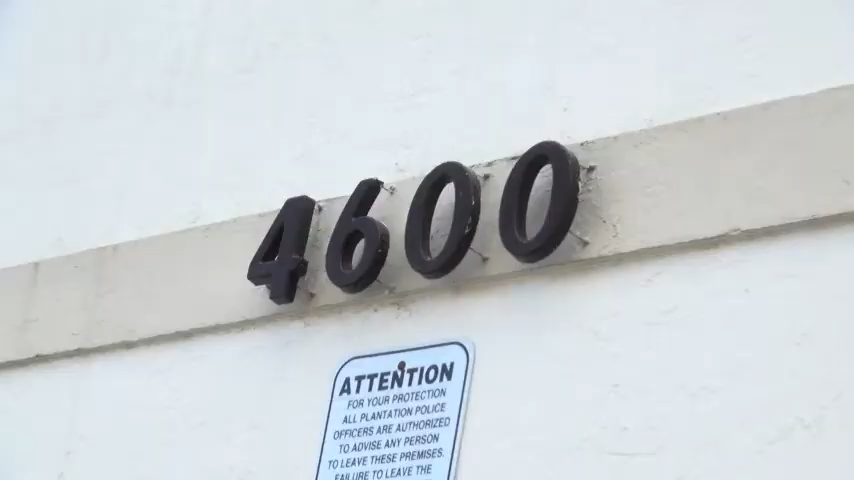 4600
ATTENTION
FOR YOUR PROTECTION
ALL PLANTATION POLICE
OFFICERS ARE AUTHORIZED
TO ADVISE ANY PERSON
TO LEAVE THESE PREMISES.
FAILURE TO LEAVE THE